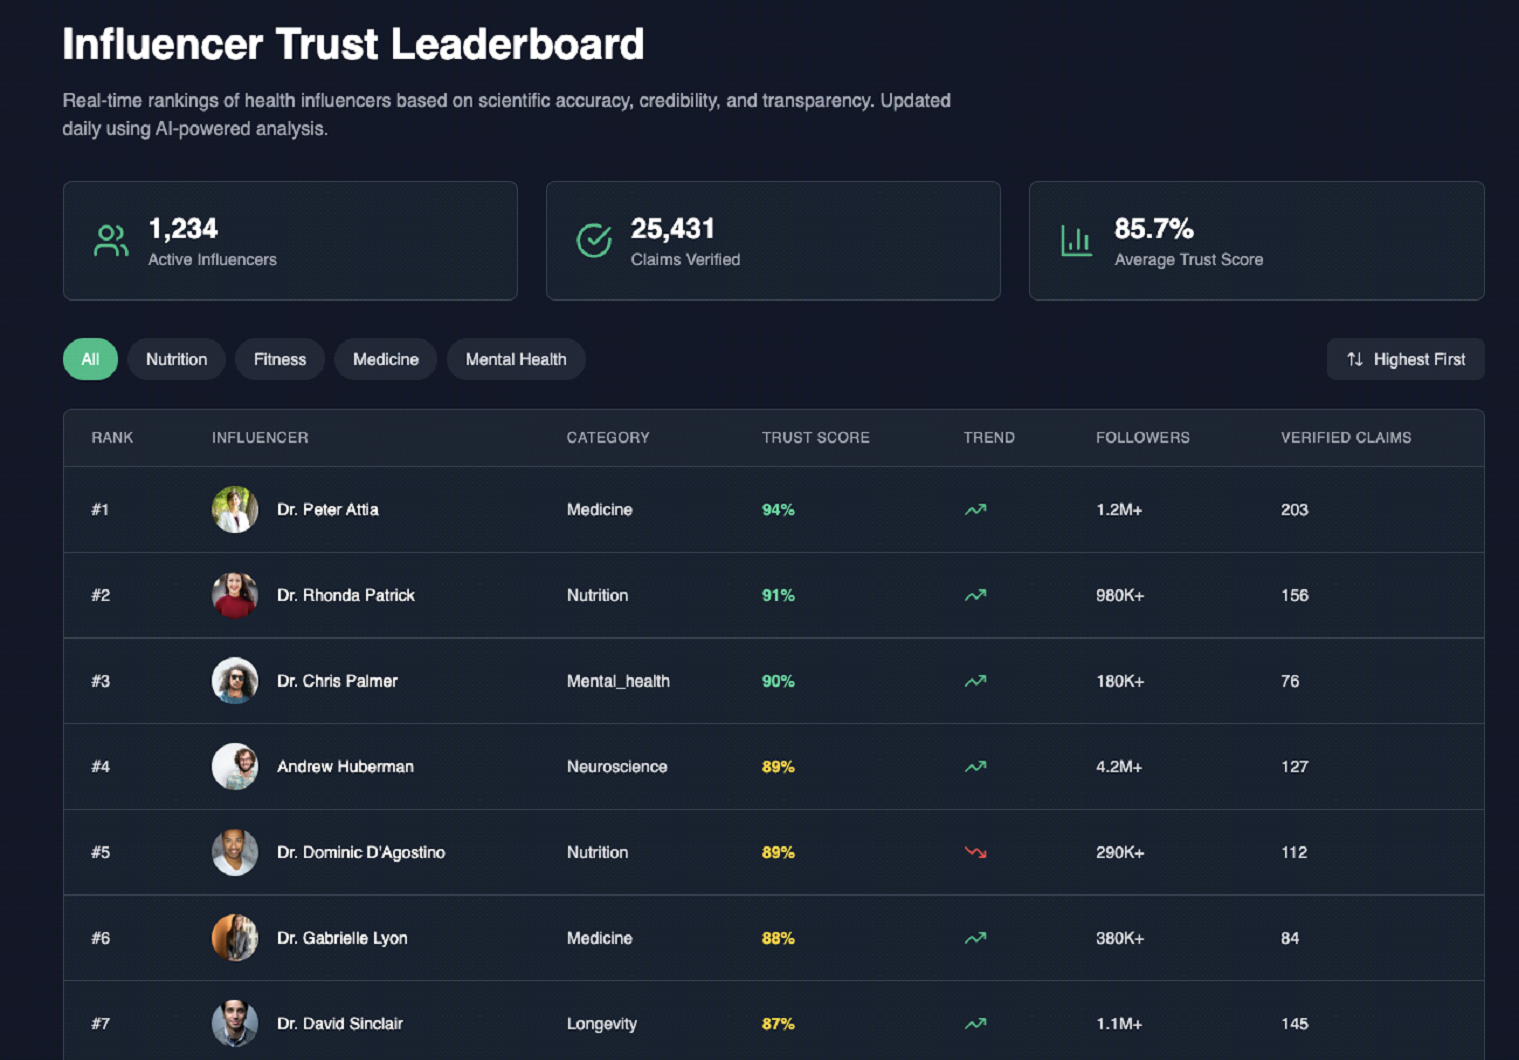 Influencer Trust Leaderboard
Real-time rankings of health influencers based on scientific accuracy, credibility, and transparency. Updated
daily using AI-powered analysis.
1,234
Active Influencers
25,431
Claims Verified
85.7%
Average Trust Score
All Nutrition Fitness Medicine Mental Health Highest First
RANK INFLUENCER CATEGORY TRUST SCORE TREND FOLLOWERS VERIFIED CLAIMS
#1 Dr. Peter Attia Medicine 94% 1.2M+ 203
#2 Dr. Rhonda Patrick Nutrition 91% 980K+ 156
#3 Dr. Chris Palmer Mental_health 90% 180K+ 76
#4 Andrew Huberman Neuroscience 89% 4.2M+ 127
#5 Dr. Dominic D'Agostino Nutrition 89% 290K+ 112
#6 Dr. Gabrielle Lyon Medicine 88% 380K+ 84
#7 Dr. David Sinclair Longevity 87% 1.1M+ 145